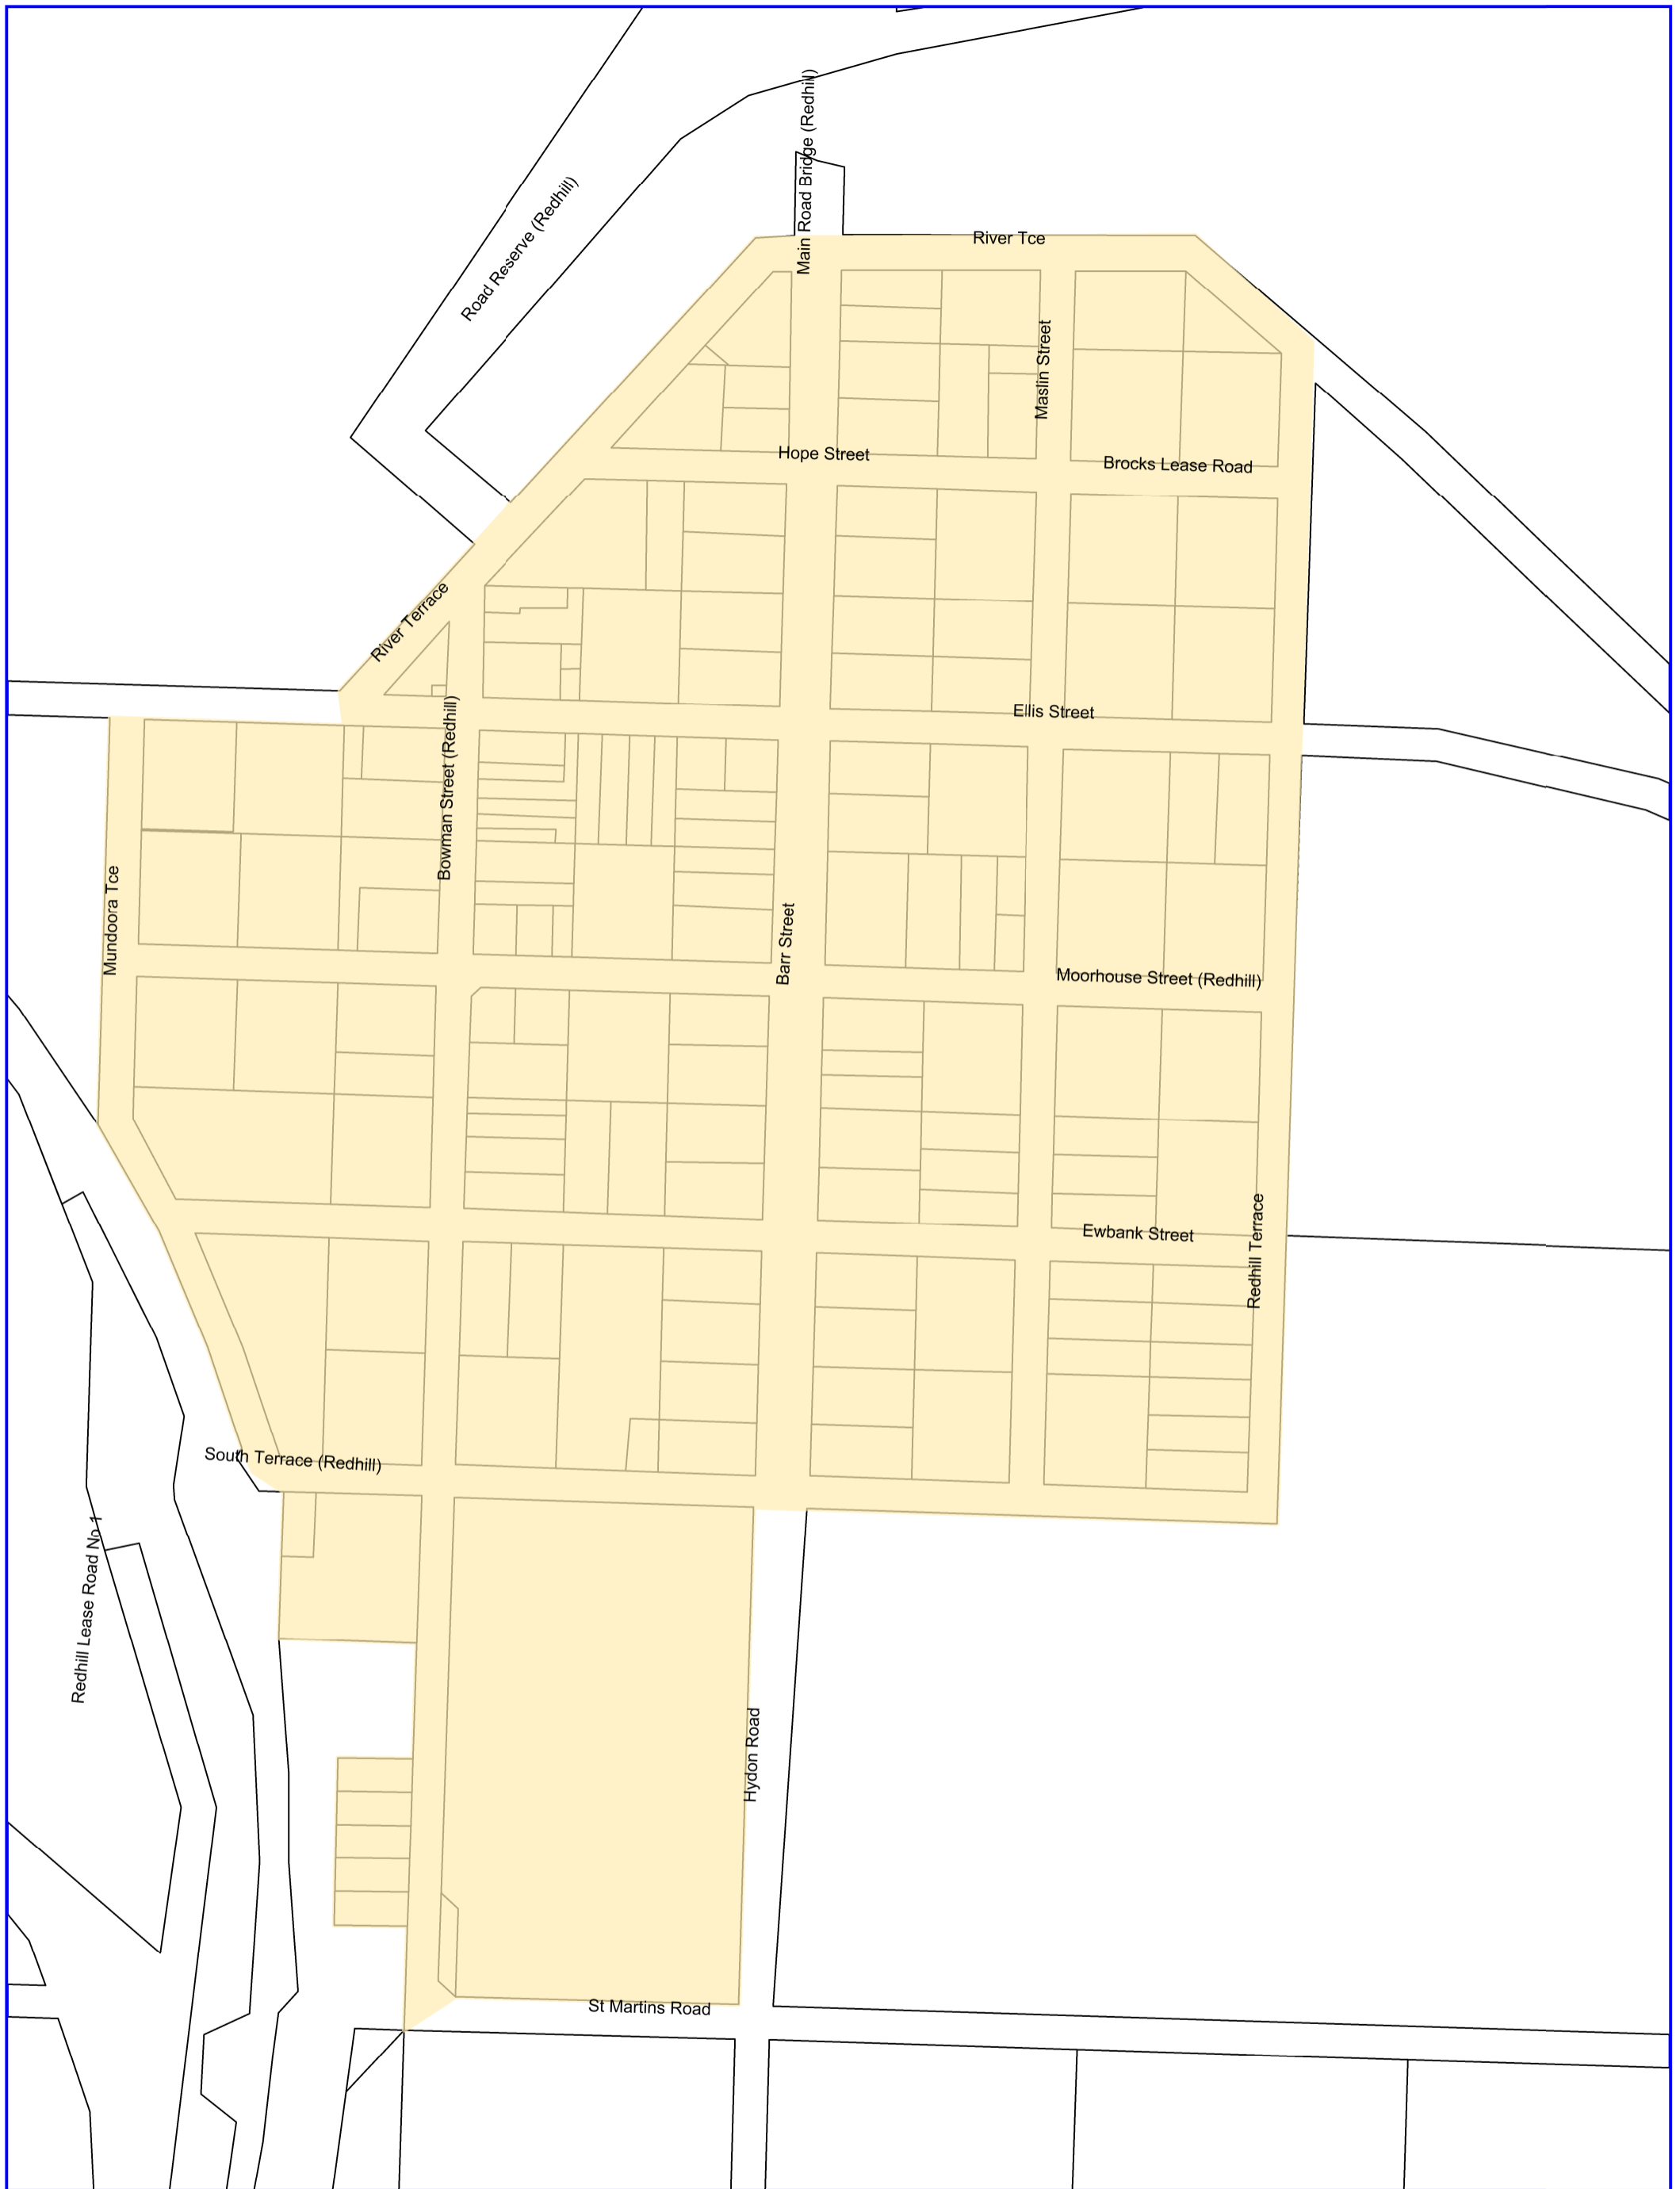 Main Road Bridge (Redhill)
Road Reserve (Redhill)
River Tce
Maslin Street
Hope Street
Brocks Lease Road
River Terrace
Ellis Street
Bowman Street (Redhill)
Mundoora Tce
Barr Street
Moorhouse Street (Redhill)
Ewbank Street
Redhill Terrace
South Terrace (Redhill)
Redhill Lease Road No 1
Hydon Road
St Martins Road